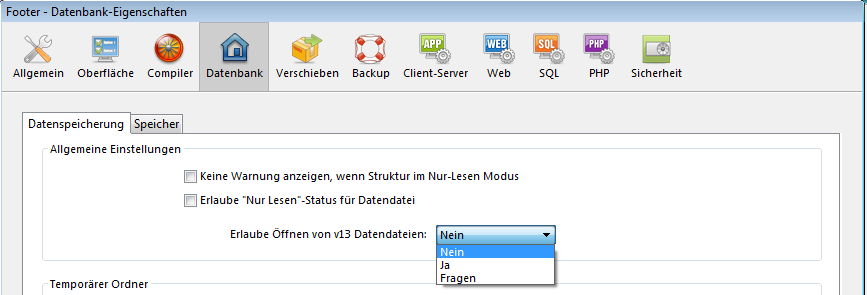 Footer - Datenbank-Eigenschaften
APP WEB SQL PHP
Allgemein Oberfläche Compiler Datenbank Verschieben Backup Client-Server Web SQL PHP Sicherheit
Datenspeicherung Speicher
Allgemeine Einstellungen
Keine Warnung anzeigen, wenn Struktur im Nur-Lesen Modus
Erlaube "Nur Lesen"-Status für Datendatei
Erlaube Öffnen von v13 Datendateien: Nein
Nein
Ja
Fragen
Temporärer Ordner